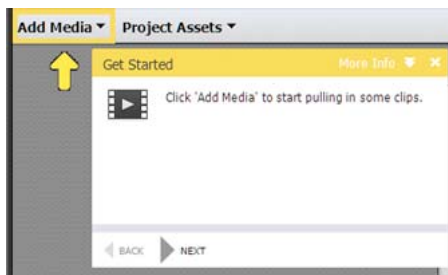 Add Media Project Assets
Get Started More Info
Click 'Add Media' to start pulling in some clips.
BACK NEXT